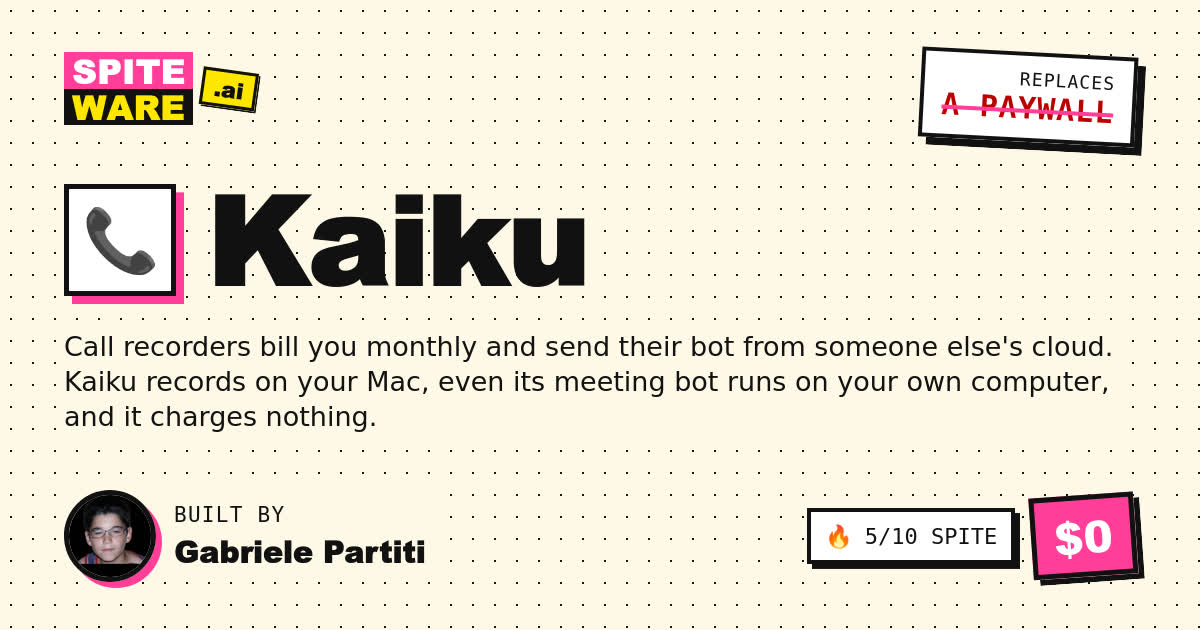 SPITE
WARE
.ai
REPLACES
A PAYWALL
Kaiku
Call recorders bill you monthly and send their bot from someone else's cloud.
Kaiku records on your Mac, even its meeting bot runs on your own computer,
and it charges nothing.
BUILT BY
Gabriele Partiti
🔥 5/10 SPITE
$0